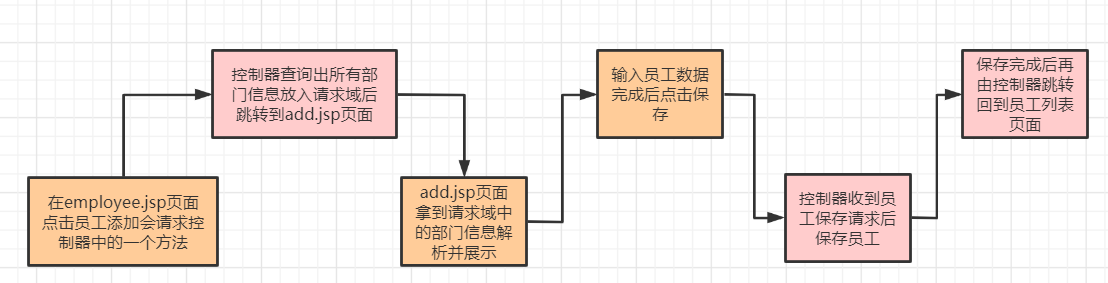 在employee.jsp页面
点击员工添加会请求控
制器中的一个方法
控制器查询出所有部
门信息放入请求域后
跳转到add.jsp页面
add.jsp页面
拿到请求域中
的部门信息解
析并展示
输入员工数据
完成后点击保
存
控制器收到员
工保存请求后
保存员工
保存完成后再
由控制器跳转
回到员工列表
页面